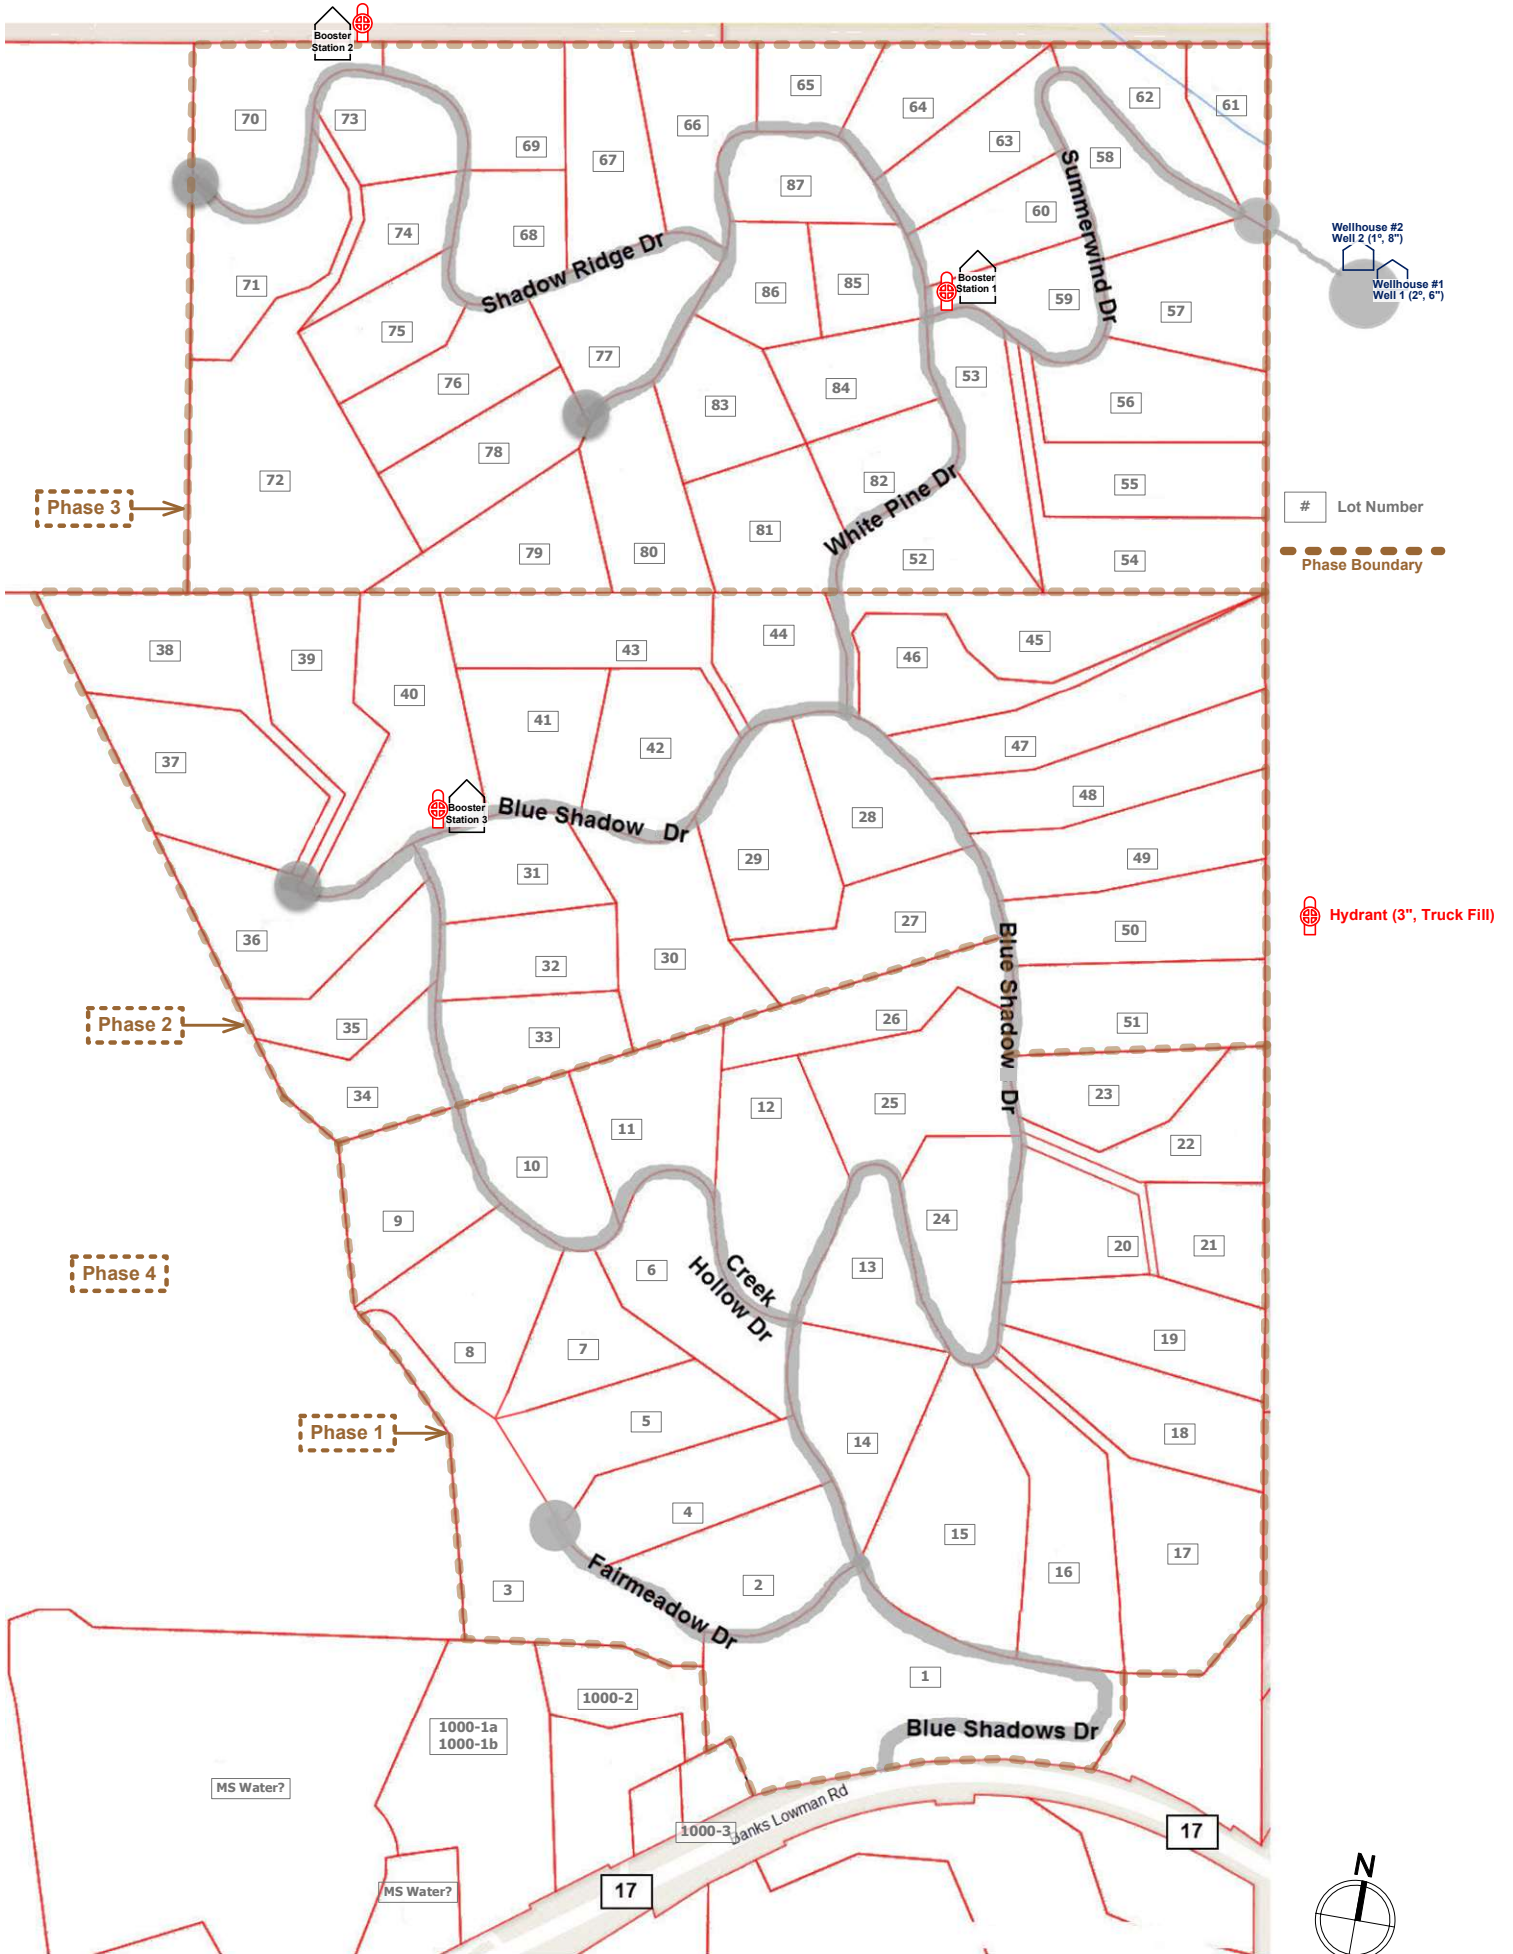 Booster
Station 2
65
62
61
64
70
73
66
63
69
67
58
87
60
Summerwind Dr
74
68
Shadow Ridge Dr
Wellhouse #2
Well 2 (1º, 8")
Wellhouse #1
Well 1 (2º, 6")
Booster
Station 1
71
86
85
59
57
75
77
76
84
53
83
56
78
82
72
55
White Pine Dr
Phase 3
# Lot Number
Phase Boundary
81
79
80
52
54
38
39
43
44
46
45
40
41
42
47
37
48
Booster
Station 3
Blue Shadow Dr
28
29
49
31
27
50
Hydrant (3", Truck Fill)
36
32
30
Blue Shadow Dr
Phase 2
35
33
26
51
34
25
23
12
11
22
10
9
24
20
21
Phase 4
6
13
Creek
Hollow Dr
8
7
19
Phase 1
5
14
18
4
15
17
16
3
2
Fairmeadow Dr
1
1000-2
Blue Shadows Dr
1000-1a
1000-1b
MS Water?
Banks Lowman Rd
1000-3
17
17
MS Water?
N